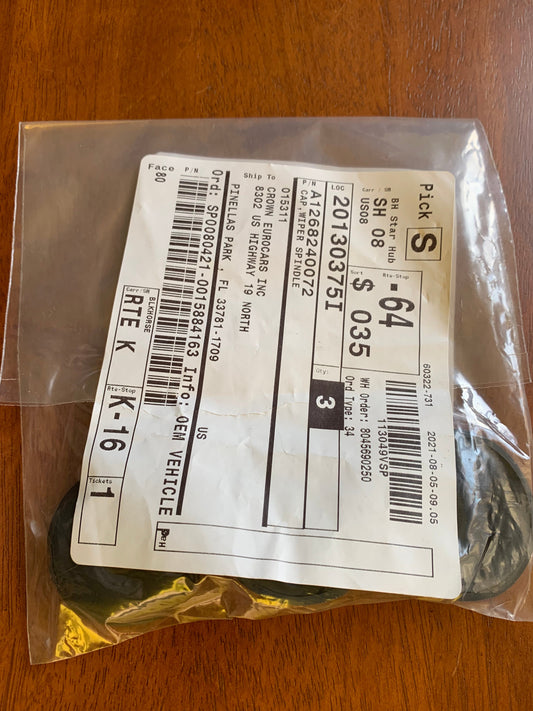 Pick S
BH Star Hub
Carr / SM
SH 08
US08
Rte-Stop
-64
Sort
$ 035
60322-731
2021-08-05-09.05
113049VSP
WH Order: 8045690250
Ord Type: 34
LOC
20130375I
P/N
A1268240072
CAP,WIPER SPINDLE
Qty:
3
015311
Ship To
CROWN EUROCARS INC
8302 US HIGHWAY 19 NORTH
PINELLAS PARK , FL 33781-1709
US
Ord: SP0080421-0015884163 Info: OEM VEHICLE
P/N
Face
80
Carr/SM
BLKHORSE
RTE K
Rte-Stop
K-16
Tickets
1